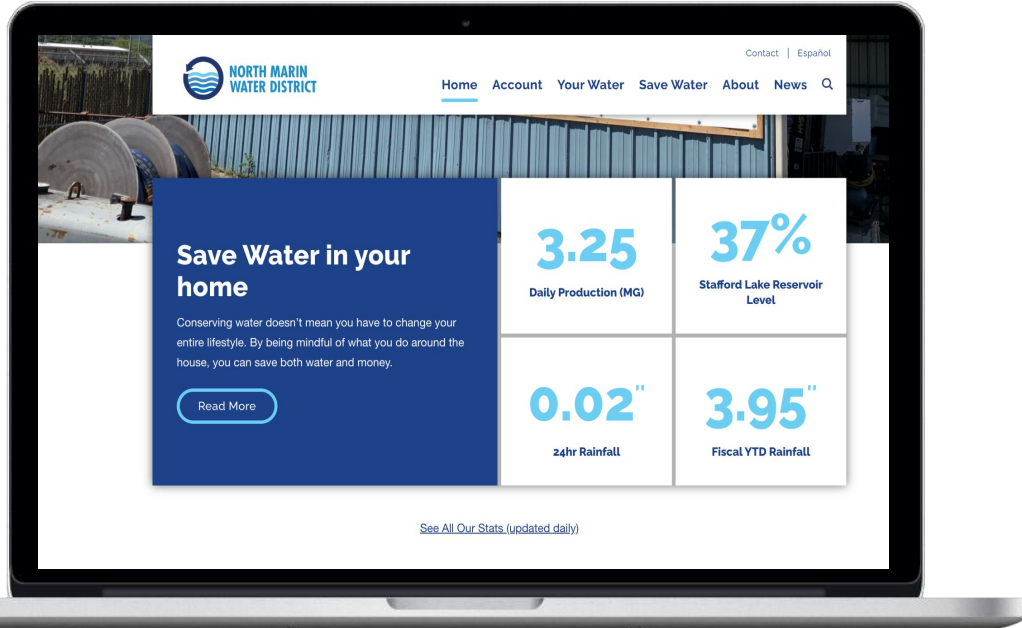 Contact | Español
NORTH MARIN
WATER DISTRICT
Home Account Your Water Save Water About News
Save Water in your
home
Conserving water doesn't mean you have to change your
entire lifestyle. By being mindful of what you do around the
house, you can save both water and money.
Read More
3.25
Daily Production (MG)
37%
Stafford Lake Reservoir
Level
0.02"
24hr Rainfall
3.95"
Fiscal YTD Rainfall
See All Our Stats (updated daily)